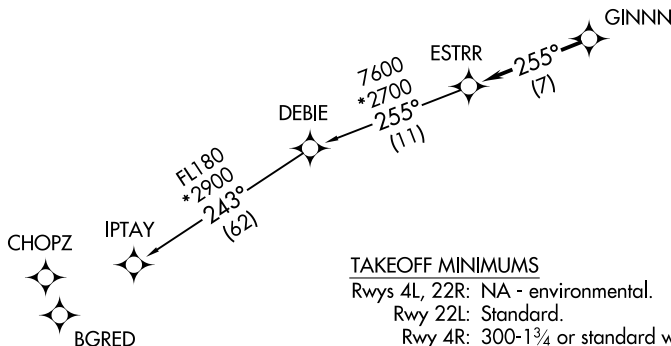 GINNN
ESTRR
255°
(7)
7600
*2700
255°
(11)
DEBIE
FL180
*2900
243°
(62)
IPTAY
CHOPZ
BGRED
TAKEOFF MINIMUMS
Rwys 4L, 22R: NA - environmental.
Rwy 22L: Standard.
Rwy 4R: 300-1¾ or standard w